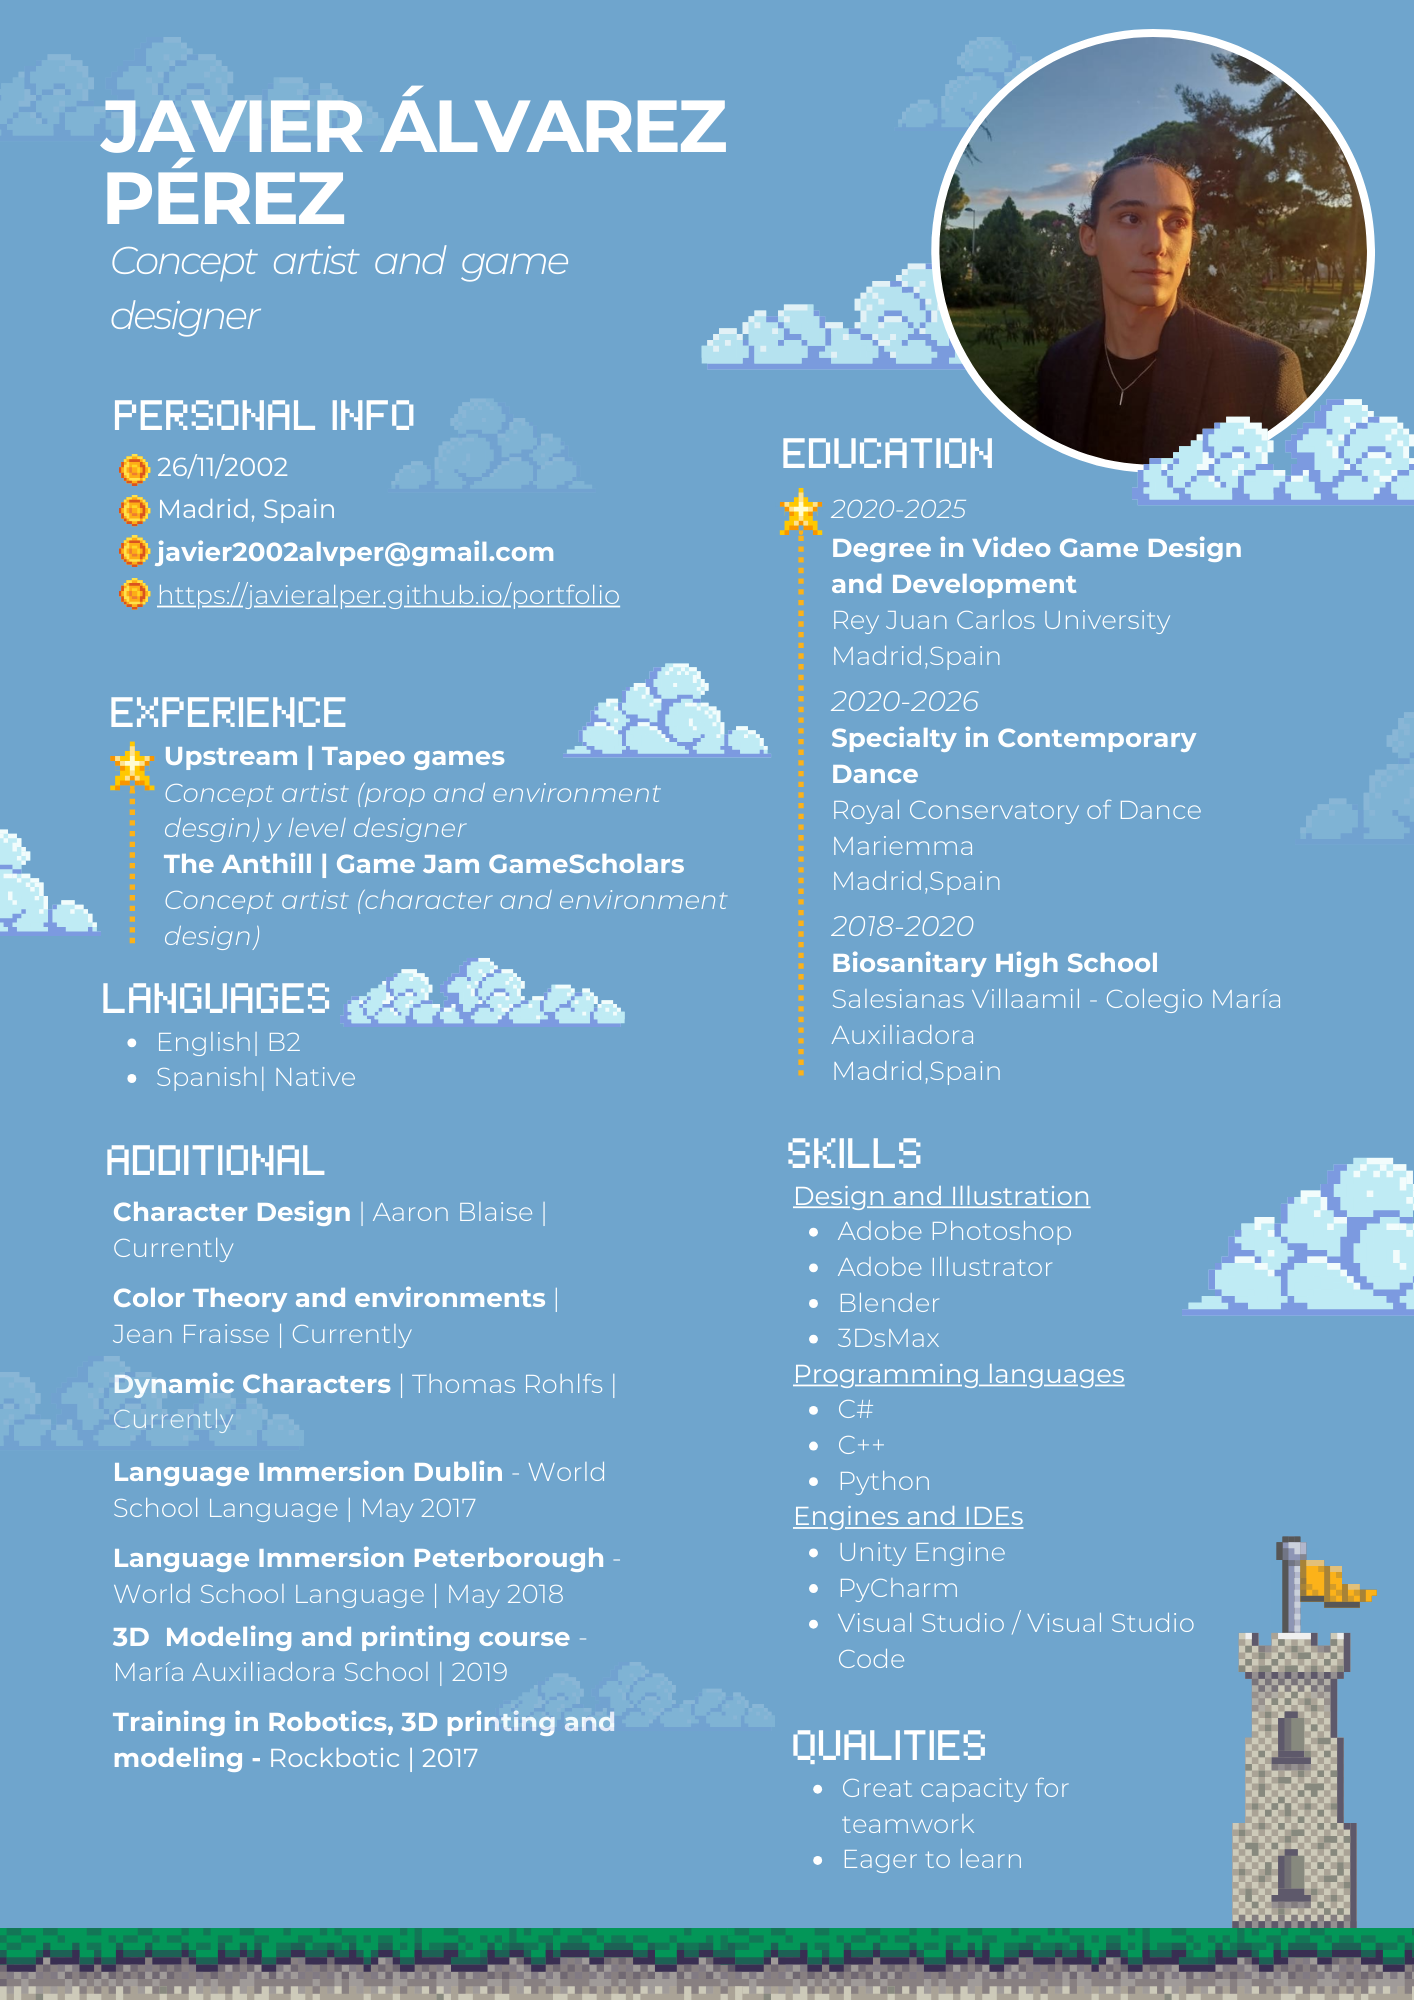 JAVIER ÁLVAREZ
PÉREZ
Concept artist and game
designer
PERSONAL INFO
26/11/2002
Madrid, Spain
javier2002alvper@gmail.com
https://javieralper.github.io/portfolio
EXPERIENCE
Upstream | Tapeo games
Concept artist (prop and environment
desgin) y level designer
The Anthill | Game Jam GameScholars
Concept artist (character and environment
design)
LANGUAGES
• English| B2
• Spanish| Native
ADDITIONAL
Character Design | Aaron Blaise |
Currently
Color Theory and environments |
Jean Fraisse | Currently
Dynamic Characters | Thomas Rohlfs |
Currently
Language Immersion Dublin - World
School Language | May 2017
Language Immersion Peterborough -
World School Language | May 2018
3D  Modeling and printing course -
María Auxiliadora School | 2019
Training in Robotics, 3D printing and
modeling - Rockbotic | 2017
EDUCATION
2020-2025
Degree in Video Game Design
and Development
Rey Juan Carlos University
Madrid,Spain
2020-2026
Specialty in Contemporary
Dance
Royal Conservatory of Dance
Mariemma
Madrid,Spain
2018-2020
Biosanitary High School
Salesianas Villaamil - Colegio María
Auxiliadora
Madrid,Spain
SKILLS
Design and Illustration
• Adobe Photoshop
• Adobe Illustrator
• Blender
• 3DsMax
Programming languages
• C#
• C++
• Python
Engines and IDEs
• Unity Engine
• PyCharm
• Visual Studio / Visual Studio
Code
QUALITIES
• Great capacity for
teamwork
• Eager to learn